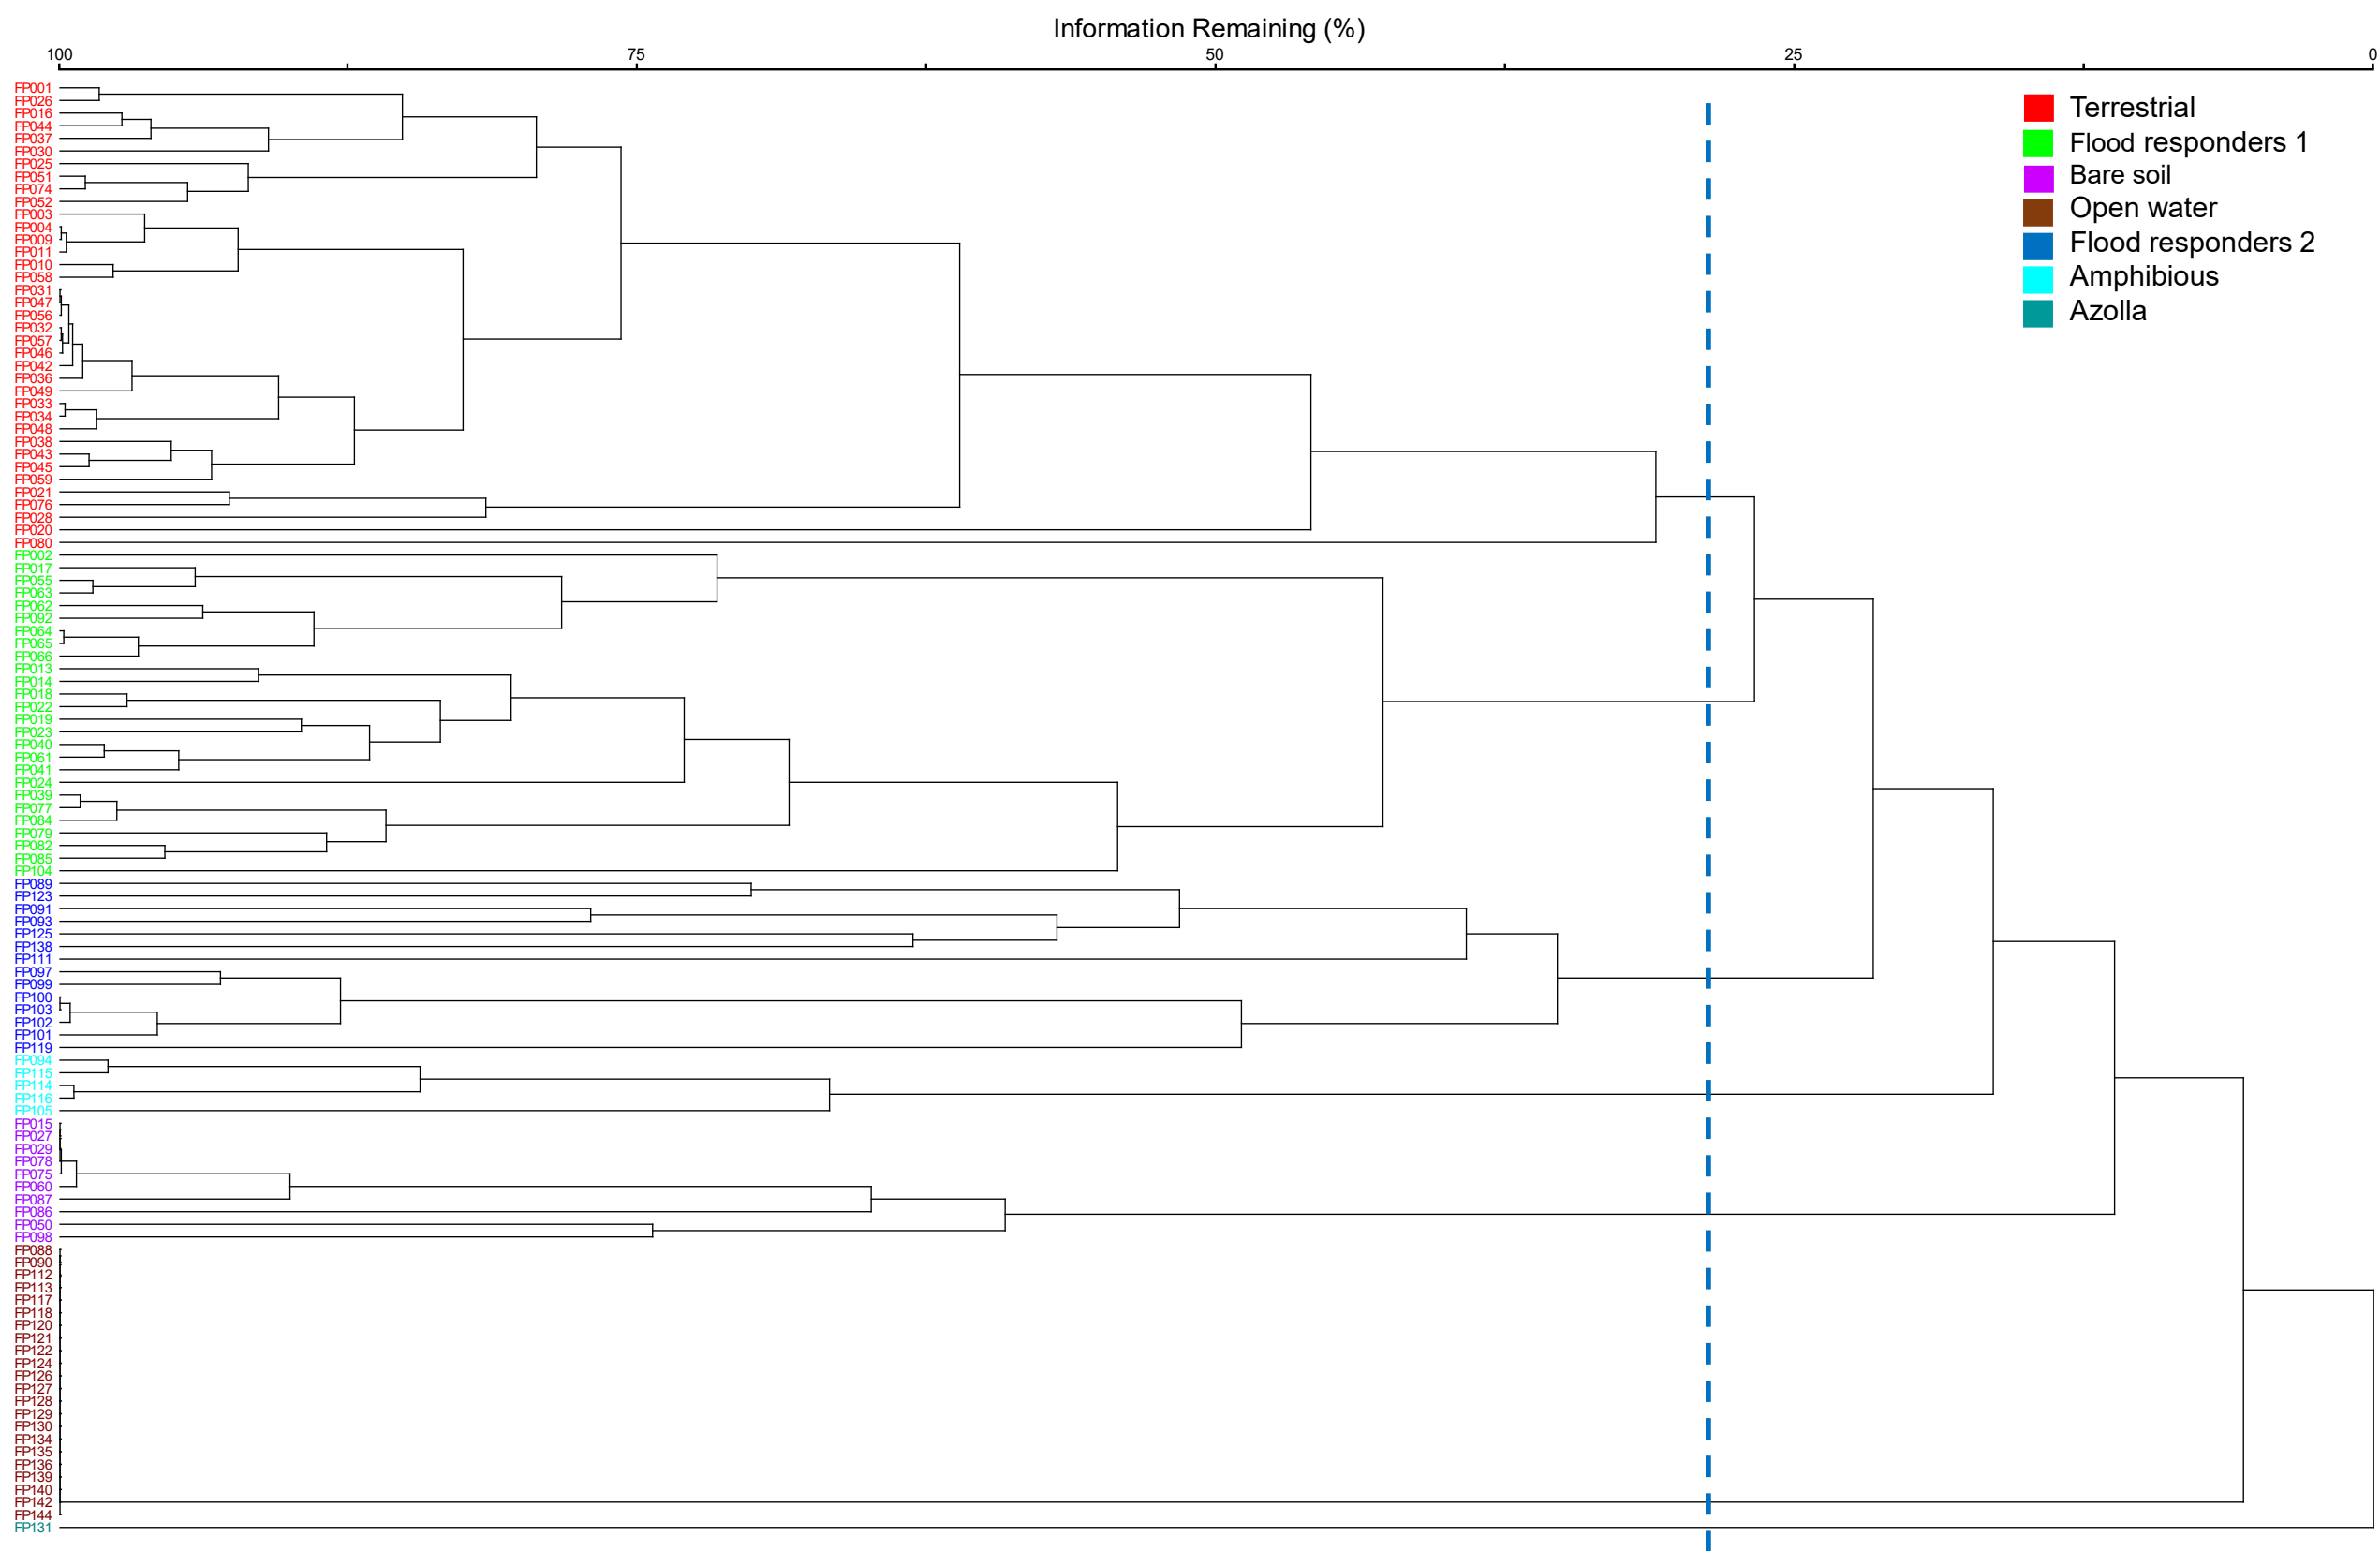 Information Remaining (%)
100 75 50 25 0
FP001
FP026
FP016
FP044
FP037
FP030
FP025
FP051
FP074
FP052
FP003
FP004
FP009
FP011
FP010
FP058
FP031
FP047
FP056
FP032
FP057
FP046
FP042
FP036
FP049
FP033
FP034
FP048
FP038
FP043
FP045
FP059
FP021
FP076
FP028
FP020
FP080
FP002
FP017
FP055
FP063
FP062
FP092
FP064
FP065
FP066
FP013
FP014
FP018
FP022
FP019
FP023
FP040
FP061
FP041
FP024
FP039
FP077
FP084
FP079
FP082
FP085
FP104
FP089
FP123
FP091
FP093
FP125
FP138
FP111
FP097
FP099
FP100
FP103
FP102
FP101
FP119
FP094
FP115
FP114
FP116
FP105
FP015
FP027
FP029
FP078
FP075
FP060
FP087
FP086
FP050
FP098
FP088
FP090
FP112
FP113
FP117
FP118
FP120
FP121
FP122
FP124
FP126
FP127
FP128
FP129
FP130
FP134
FP135
FP136
FP139
FP140
FP142
FP144
FP131
Terrestrial
Flood responders 1
Bare soil
Open water
Flood responders 2
Amphibious
Azolla